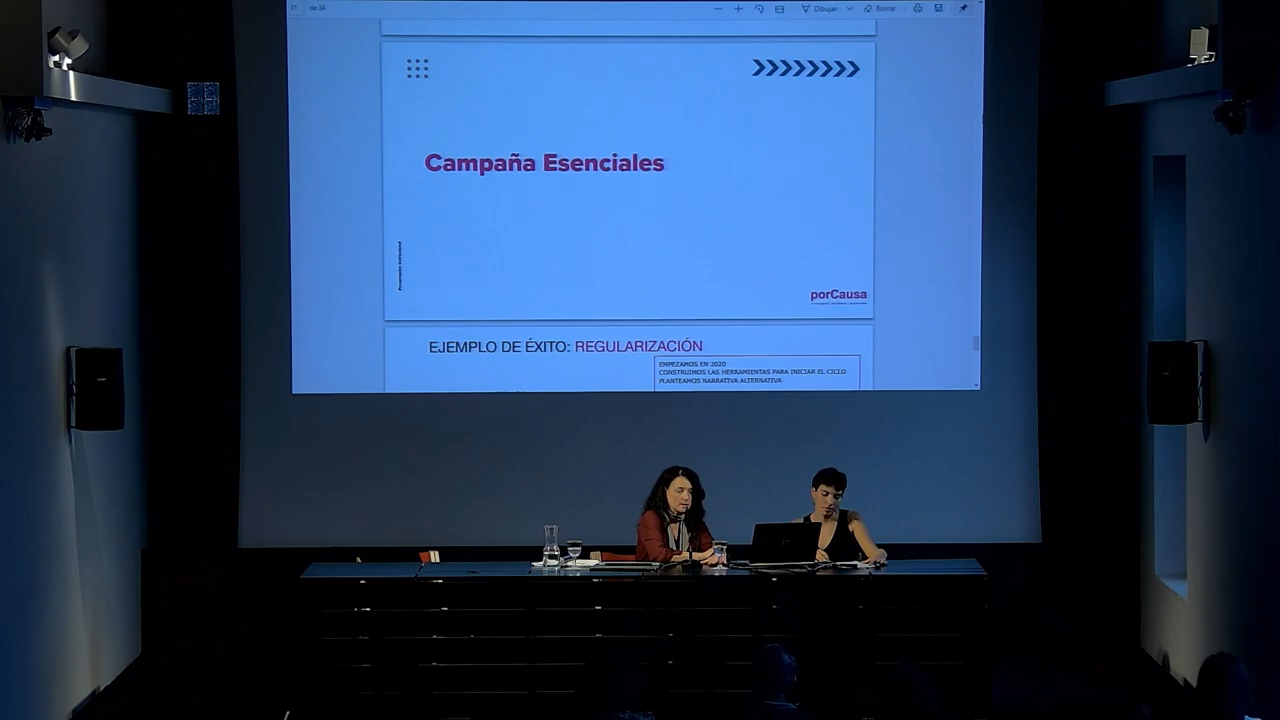 31 de 34
Dibujar
Borrar
Campaña Esenciales
porCausa
EJEMPLO DE ÉXITO: REGULARIZACIÓN
EMPEZAMOS EN 2020
CONSTRUIMOS LAS HERRAMIENTAS PARA INICIAR EL CICLO
PLANTEAMOS NARRATIVA ALTERNATIVA